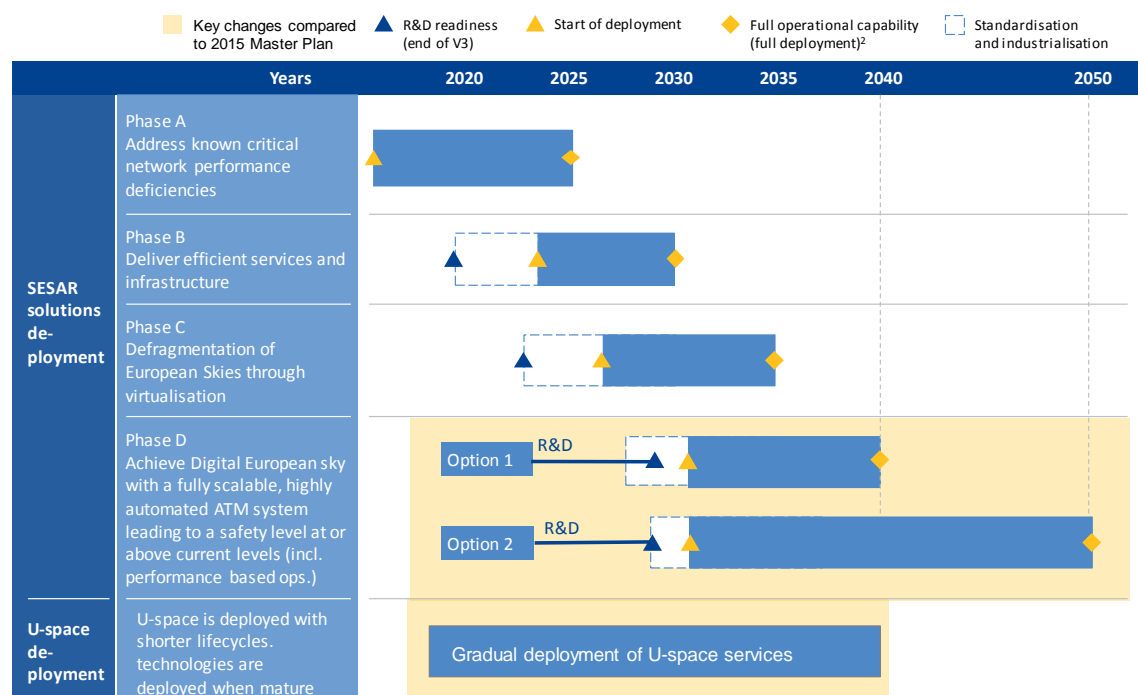 Key changes compared
to 2015 Master Plan
R&D readiness
(end of V3)
Start of deployment
Full operational capability
(full deployment)2
Standardisation
and industrialisation
Years
2020
2025
2030
2035
2040
2050
SESAR
solutions
de-
ployment
Phase A
Address known critical
network performance
deficiencies
Phase B
Deliver efficient services and
infrastructure
Phase C
Defragmentation of
European Skies through
virtualisation
Phase D
Achieve Digital European sky
with a fully scalable, highly
automated ATM system
leading to a safety level at or
above current levels (incl.
performance based ops.)
Option 1
R&D
Option 2
R&D
U-space
de-
ployment
U-space is deployed with
shorter lifecycles.
technologies are
deployed when mature
Gradual deployment of U-space services